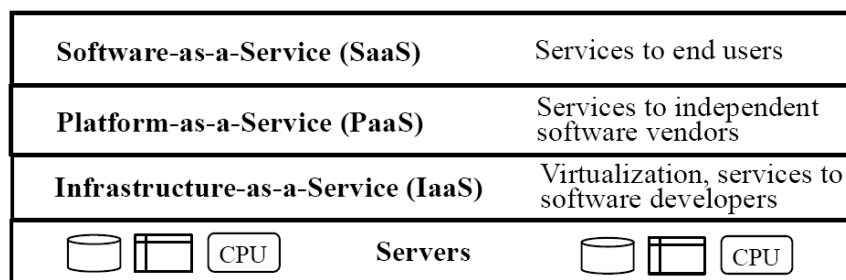 Software-as-a-Service (SaaS) Services to end users
Platform-as-a-Service (PaaS) Services to independent
software vendors
Infrastructure-as-a-Service (IaaS) Virtualization, services to
software developers
CPU Servers CPU